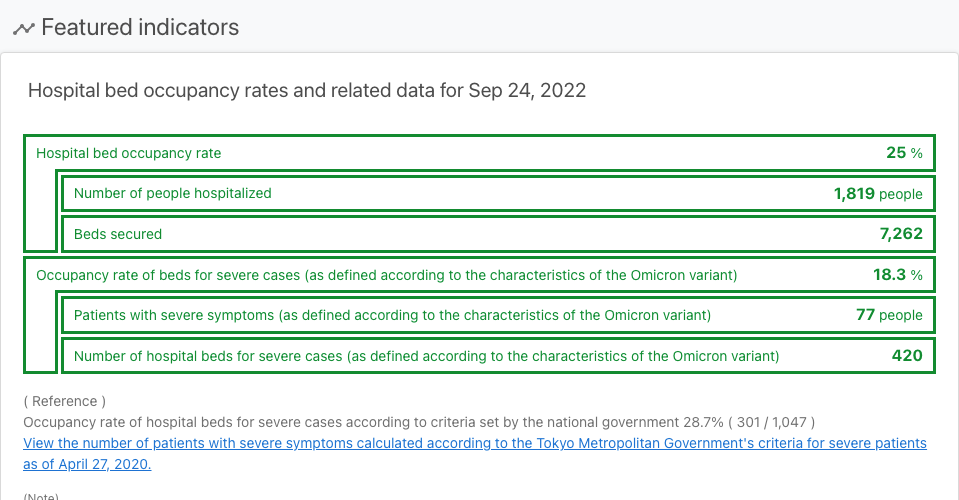 Featured indicators
Hospital bed occupancy rates and related data for Sep 24, 2022
Hospital bed occupancy rate 25 %
Number of people hospitalized 1,819 people
Beds secured 7,262
Occupancy rate of beds for severe cases (as defined according to the characteristics of the Omicron variant) 18.3 %
Patients with severe symptoms (as defined according to the characteristics of the Omicron variant) 77 people
Number of hospital beds for severe cases (as defined according to the characteristics of the Omicron variant) 420
( Reference )
Occupancy rate of hospital beds for severe cases according to criteria set by the national government 28.7% ( 301 / 1,047 )
View the number of patients with severe symptoms calculated according to the Tokyo Metropolitan Government's criteria for severe patients
as of April 27, 2020.
(Note)